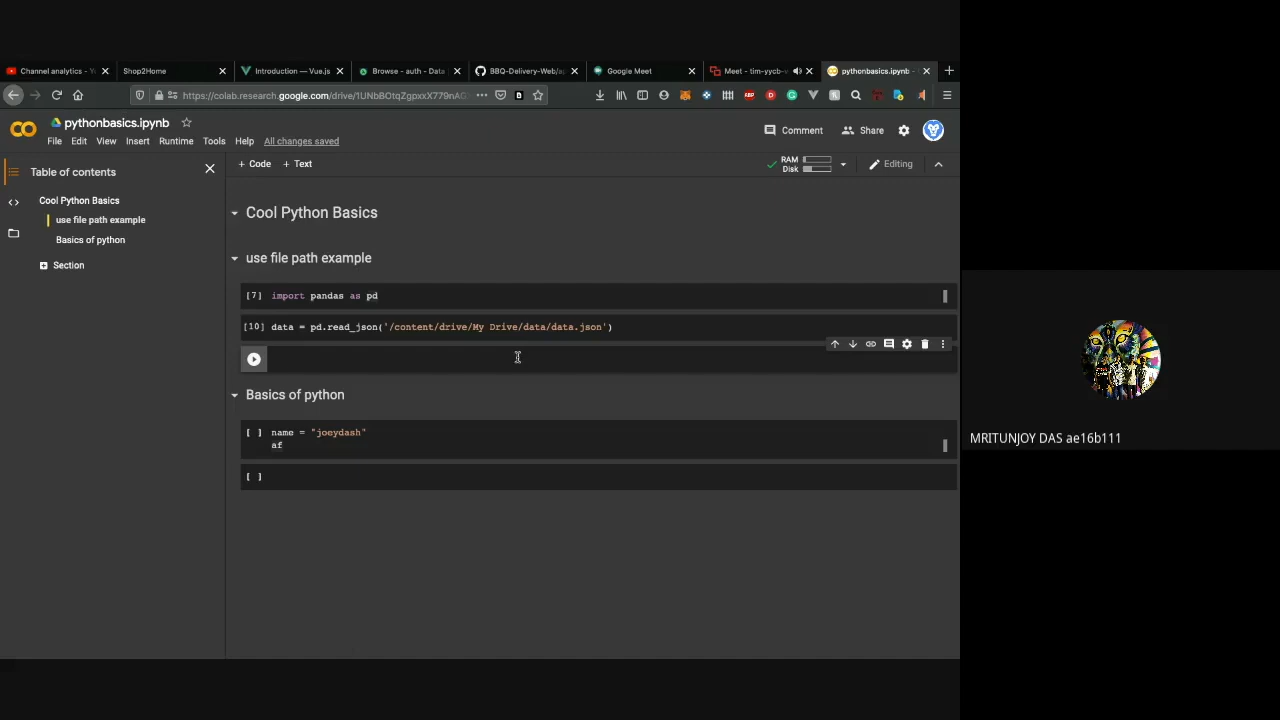 Channel analytics - Y
Shop2Home
Introduction — Vue.js
Browse - auth - Data
BBQ-Delivery-Web/a
Google Meet
Meet - tim-yycb-v
pythonbasics.ipynb -
https://colab.research.google.com/drive/1UNbBOtqZgpxxX779nAG
pythonbasics.ipynb
Comment
Share
File Edit View Insert Runtime Tools Help All changes saved
+ Code + Text
RAM
Disk
Editing
Table of contents
Cool Python Basics
use file path example
Basics of python
Section
Cool Python Basics
use file path example
[7] import pandas as pd
[10] data = pd.read_json('/content/drive/My Drive/data/data.json')
Basics of python
[ ] name = "joeydash"
af
[ ]
MRITUNJOY DAS ae16b111